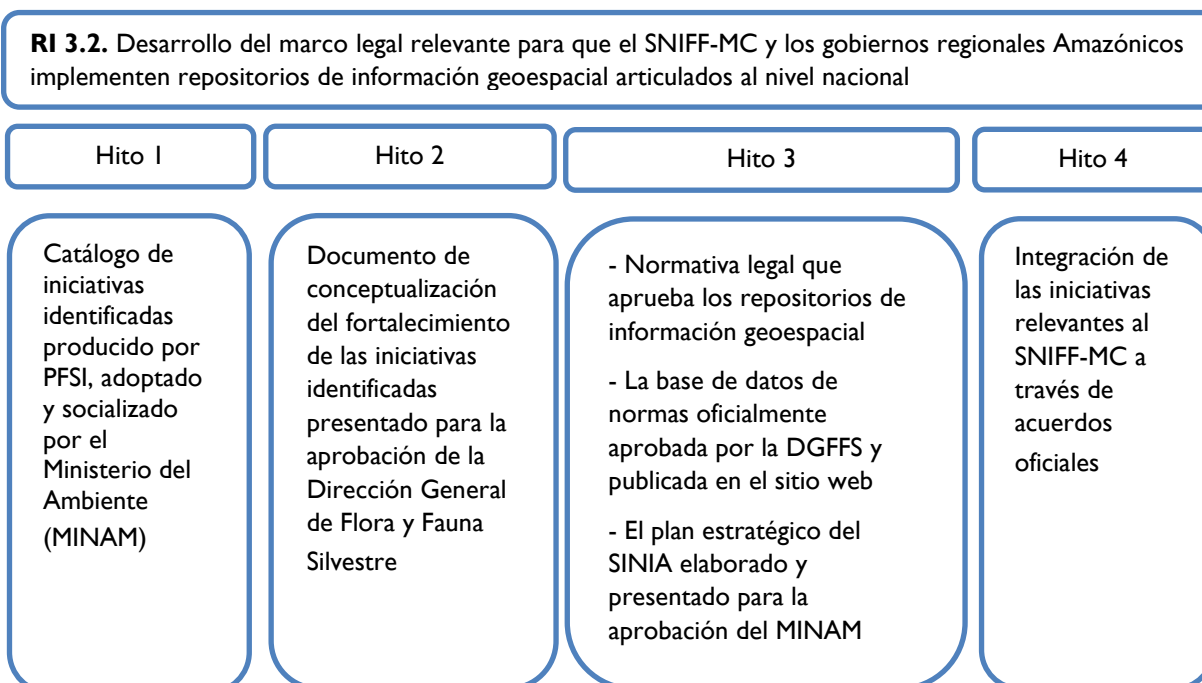 RI 3.2. Desarrollo del marco legal relevante para que el SNIFF-MC y los gobiernos regionales Amazónicos
implementen repositorios de información geoespacial articulados al nivel nacional
Hito 1
Hito 2
Hito 3
Hito 4
Catálogo de
iniciativas
identificadas
producido por
PFSI, adoptado
y socializado
por el
Ministerio del
Ambiente
(MINAM)
Documento de
conceptualización
del fortalecimiento
de las iniciativas
identificadas
presentado para la
aprobación de la
Dirección General
de Flora y Fauna
Silvestre
- Normativa legal que
aprueba los repositorios de
información geoespacial
- La base de datos de
normas oficialmente
aprobada por la DGFFS y
publicada en el sitio web
- El plan estratégico del
SINIA elaborado y
presentado para la
aprobación del MINAM
Integración de
las iniciativas
relevantes al
SNIFF-MC a
través de
acuerdos
oficiales